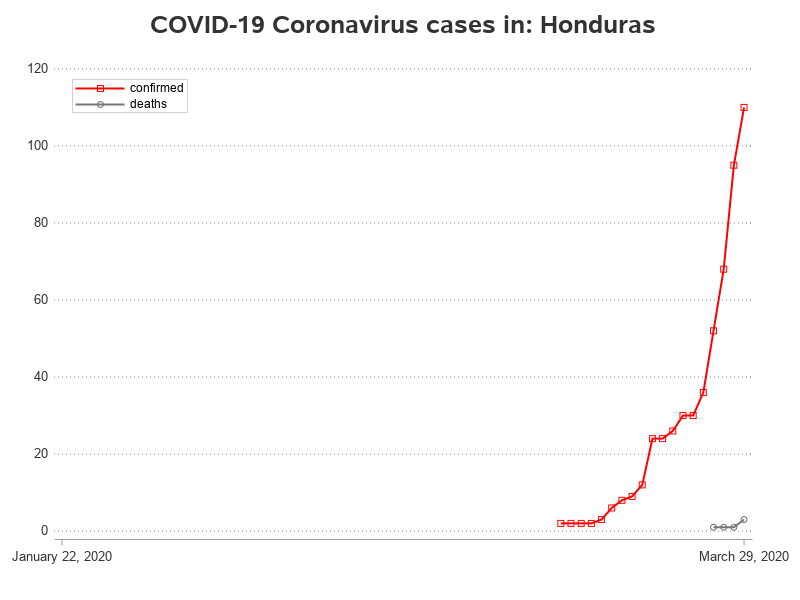 COVID-19 Coronavirus cases in: Honduras
120
confirmed
deaths
100
80
60
40
20
0
January 22, 2020
March 29, 2020